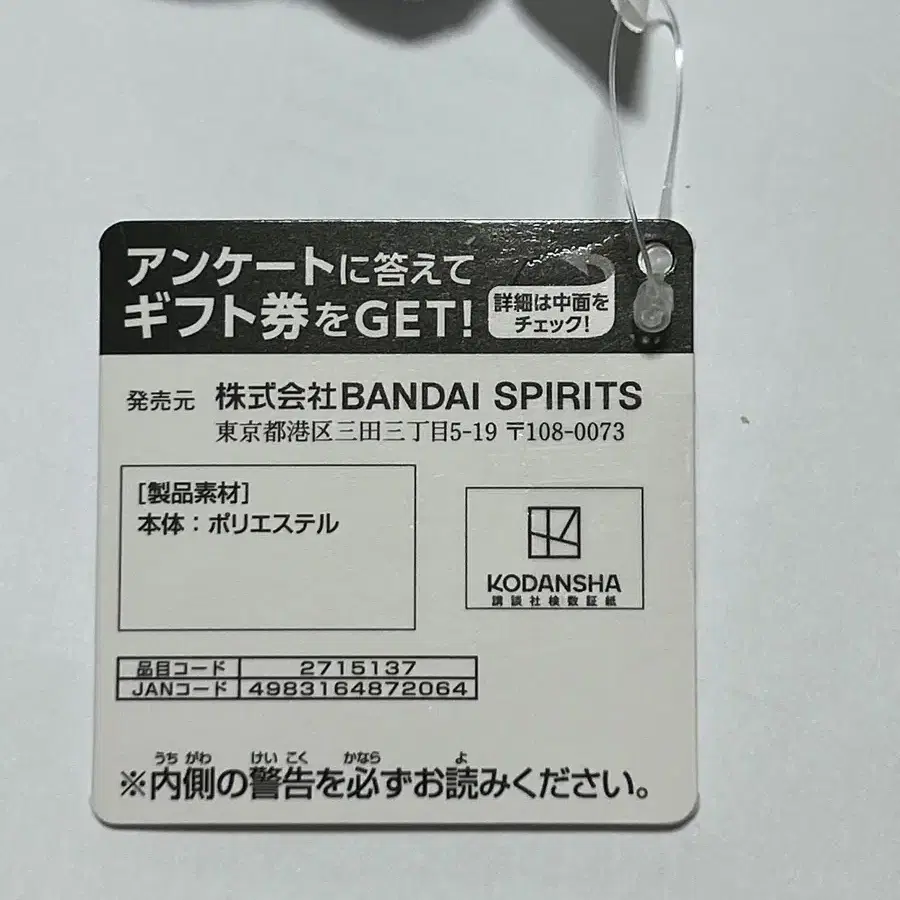 アンケートに答えて
ギフト券をGET!
詳細は中面を
チェック!
発売元 株式会社BANDAI SPIRITS
東京都港区三田三丁目5-19 〒108-0073
[製品素材]
本体：ポリエステル
KODANSHA
講談社検数証紙
品目コード 2715137
JANコード 4983164872064
うち がわ けい こく かなら よ
※内側の警告を必ずお読みください。